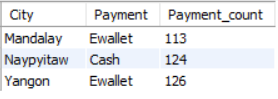 City Payment Payment_count
Mandalay Ewallet 113
Naypyitaw Cash 124
Yangon Ewallet 126